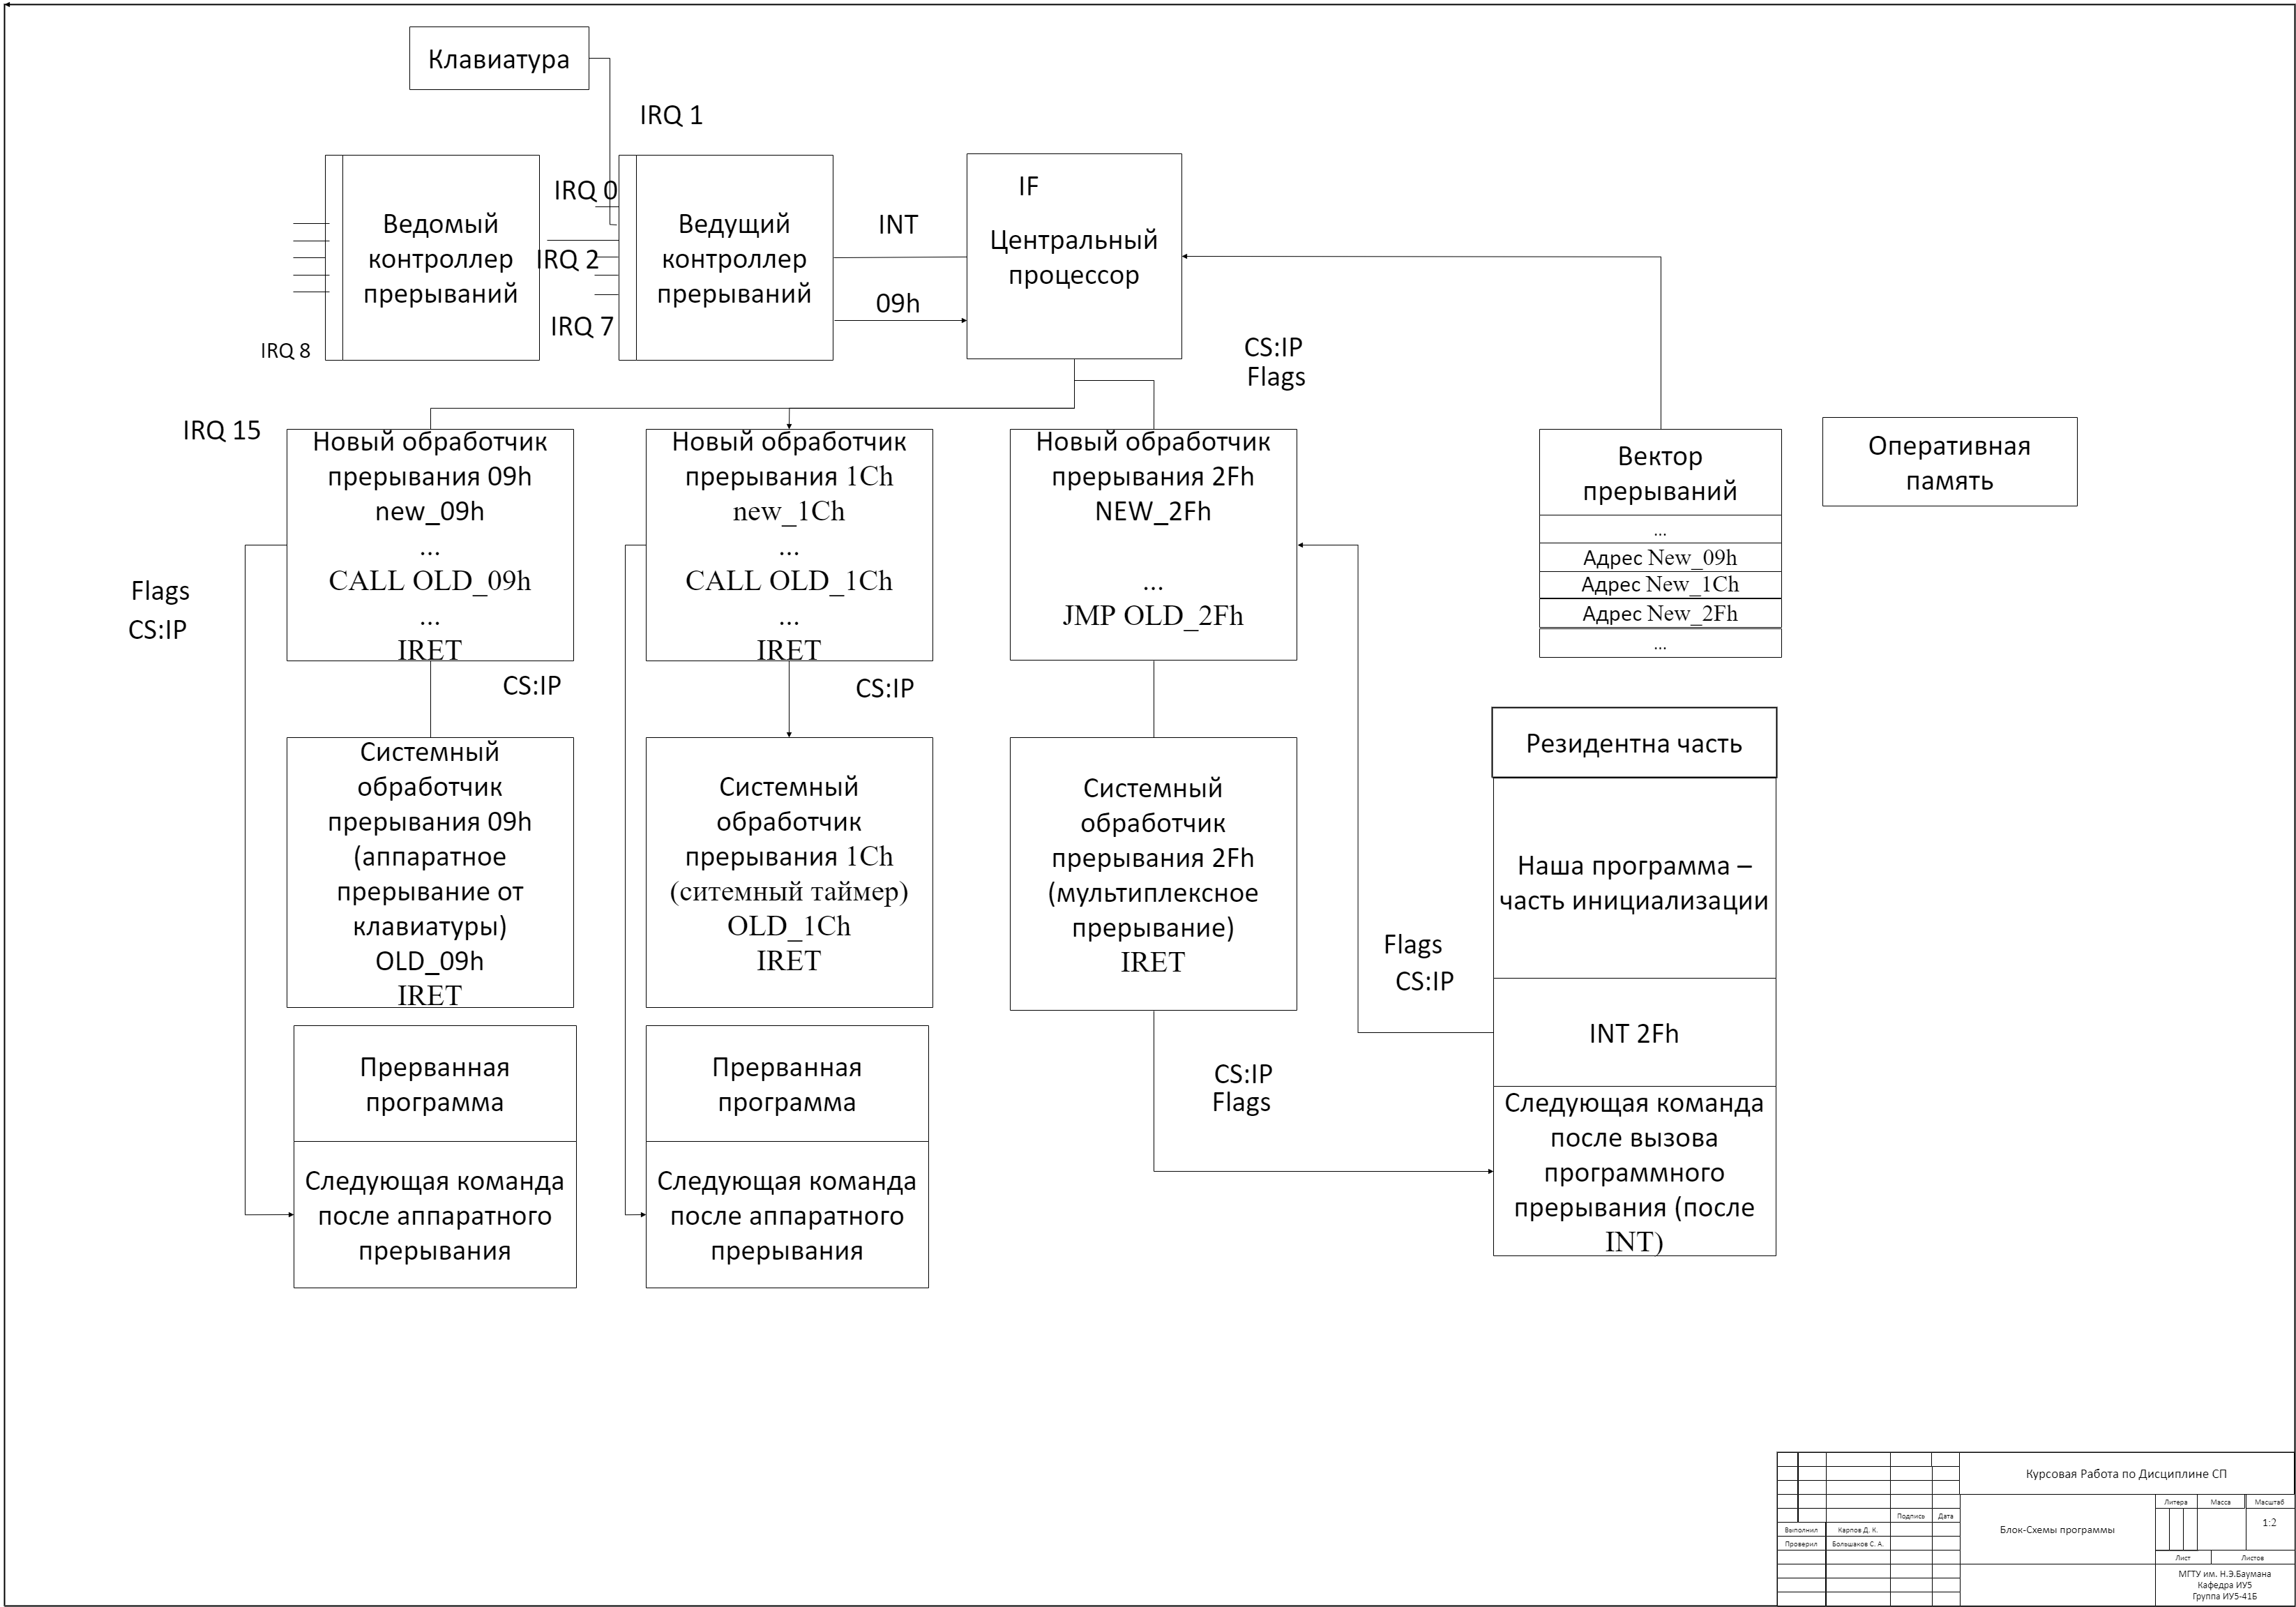 Клавиатура
IRQ 1
IRQ 0
IRQ 2
IRQ 7
IRQ 8
IRQ 15
Ведомый
контроллер
прерываний
Ведущий
контроллер
прерываний
INT
09h
IF
Центральный
процессор
CS:IP
Flags
Новый обработчик
прерывания 09h
new_09h
...
CALL OLD_09h
...
IRET
Новый обработчик
прерывания 1Ch
new_1Ch
...
CALL OLD_1Ch
...
IRET
Новый обработчик
прерывания 2Fh
NEW_2Fh
...
JMP OLD_2Fh
Вектор
прерываний
...
Адрес New_09h
Адрес New_1Ch
Адрес New_2Fh
...
Оперативная
память
Flags
CS:IP
CS:IP
CS:IP
Системный
обработчик
прерывания 09h
(аппаратное
прерывание от
клавиатуры)
OLD_09h
IRET
Системный
обработчик
прерывания 1Ch
(ситемный таймер)
OLD_1Ch
IRET
Системный
обработчик
прерывания 2Fh
(мультиплексное
прерывание)
IRET
Резидентна часть
Наша программа –
часть инициализации
INT 2Fh
Следующая команда
после вызова
программного
прерывания (после
INT)
Flags
CS:IP
CS:IP
Flags
Прерванная
программа
Следующая команда
после аппаратного
прерывания
Прерванная
программа
Следующая команда
после аппаратного
прерывания
Курсовая Работа по Дисциплине СП
Блок-Схемы программы
Литера
Масса
Масштаб
1:2
Подпись
Дата
Выполнил
Карпов Д. К.
Проверил
Большаков С. А.
Лист
Листов
МГТУ им. Н.Э.Баумана
Кафедра ИУ5
Группа ИУ5-41Б